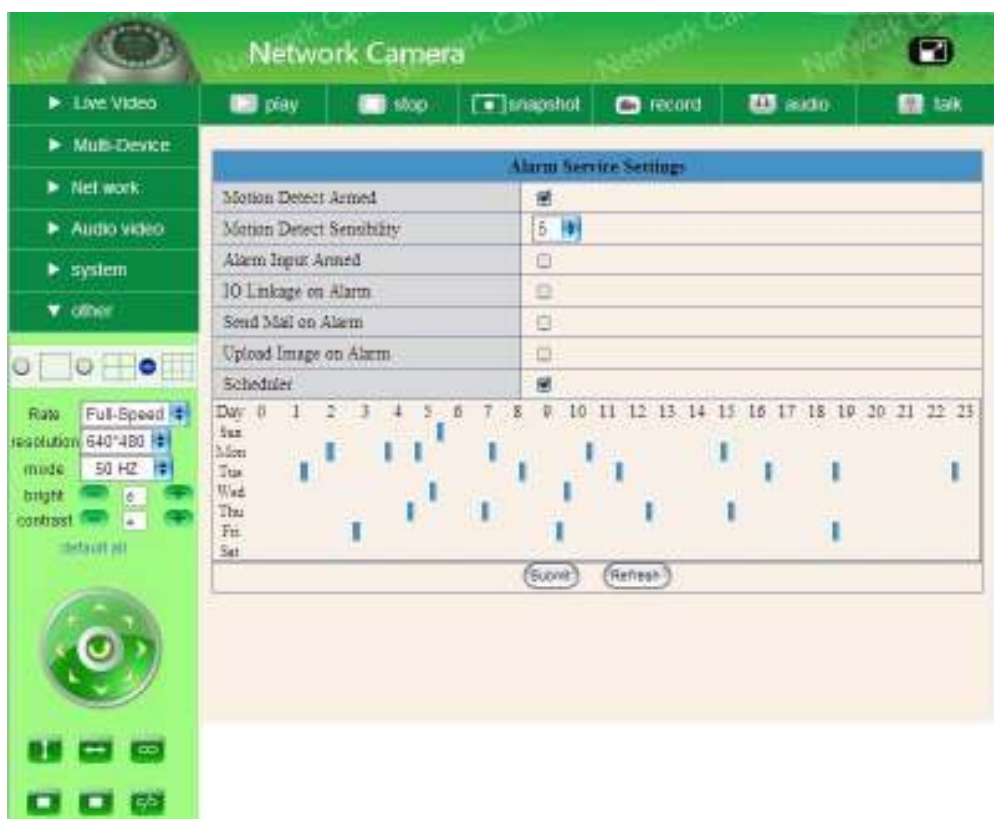 Network Camera
Live Video
Multi-Device
Net work
Audio video
system
other
play stop snapshot record audio talk
Alarm Service Settings
Motion Detect Armed
Motion Detect Sensibility 5
Alarm Input Armed
IO Linkage on Alarm
Send Mail on Alarm
Upload Image on Alarm
Scheduler
Day 0 1 2 3 4 5 6 7 8 9 10 11 12 13 14 15 16 17 18 19 20 21 22 23
Sun
Mon
Tue
Wed
Thu
Fri
Sat
Submit Refresh
Rate Full-Speed
resolution 640*480
mode 50 HZ
bright 6
contrast
default all